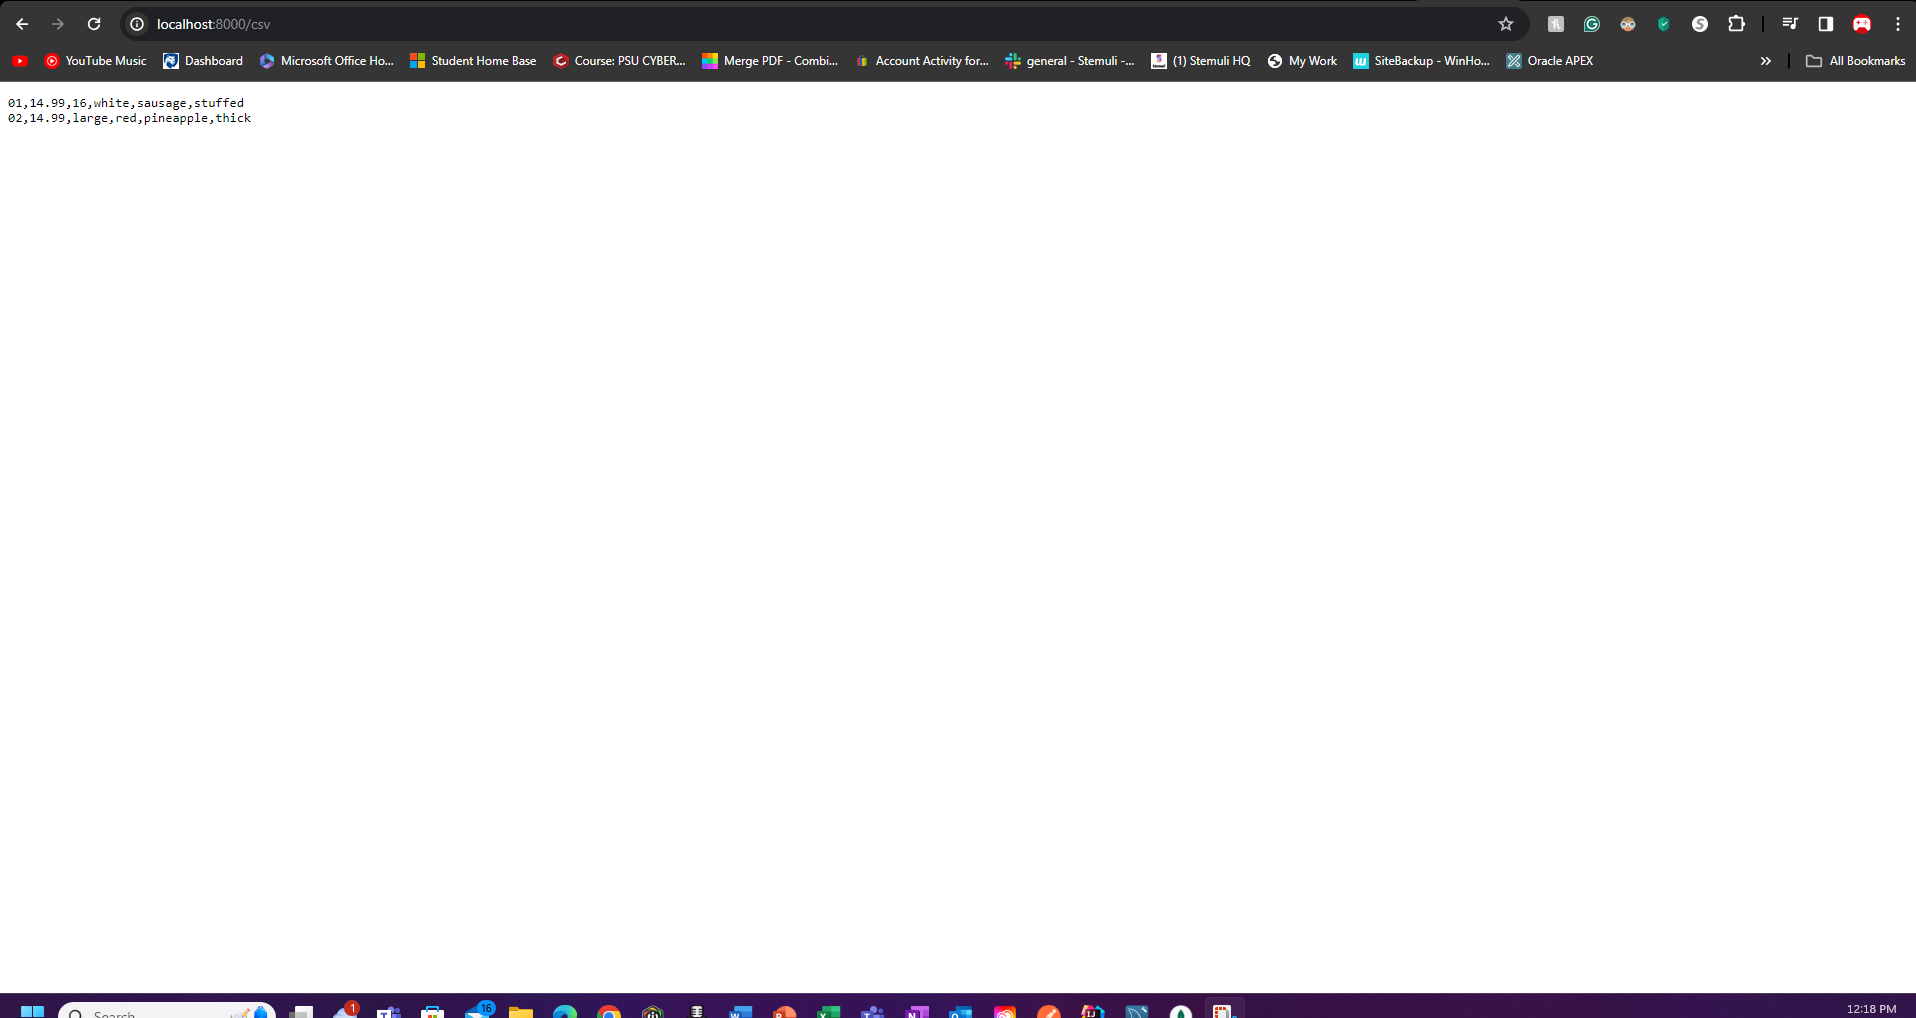 localhost:8000/csv
YouTube Music Dashboard Microsoft Office Ho... Student Home Base Course: PSU CYBER... Merge PDF - Combi... Account Activity for... general - Stemuli -... (1) Stemuli HQ My Work SiteBackup - WinHo... Oracle APEX » All Bookmarks
01,14.99,16,white,sausage,stuffed
02,14.99,large,red,pineapple,thick
Search 1 16 12:18 PM